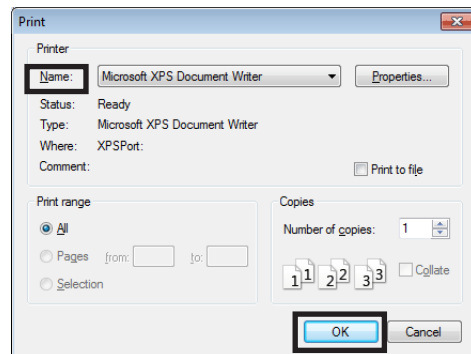 Print
Printer
Name: Microsoft XPS Document Writer Properties...
Status: Ready
Type: Microsoft XPS Document Writer
Where: XPSPort:
Comment: Print to file
Print range Copies
All Number of copies: 1
Pages from: to:
1 1 2 2 3 3 Collate
Selection
OK Cancel